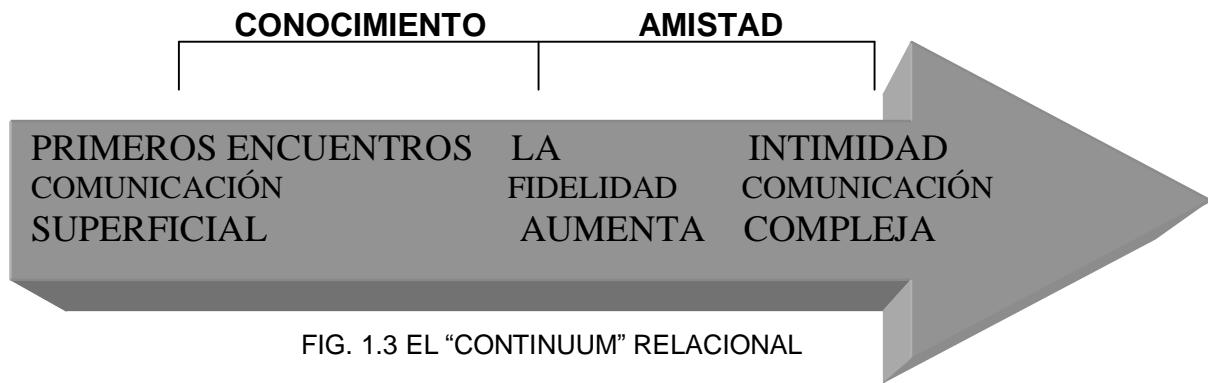 CONOCIMIENTO AMISTAD
PRIMEROS ENCUENTROS LA INTIMIDAD
COMUNICACIÓN FIDELIDAD COMUNICACIÓN
SUPERFICIAL AUMENTA COMPLEJA
FIG. 1.3 EL “CONTINUUM” RELACIONAL